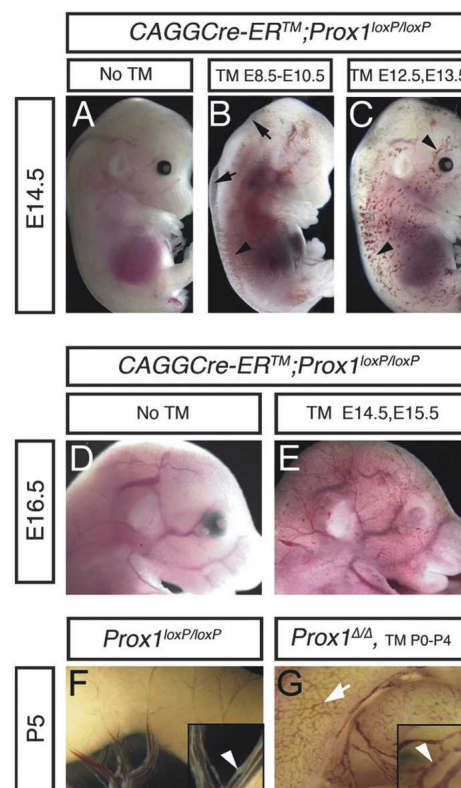 CAGGCre-ERTM;Prox1loxP/loxP
No TM
TM E8.5-E10.5
TM E12.5,E13.5
E14.5
A
B
C
CAGGCre-ERTM;Prox1loxP/loxP
No TM
TM E14.5,E15.5
E16.5
D
E
Prox1loxP/loxP
Prox1Δ/Δ, TM P0-P4
P5
F
G